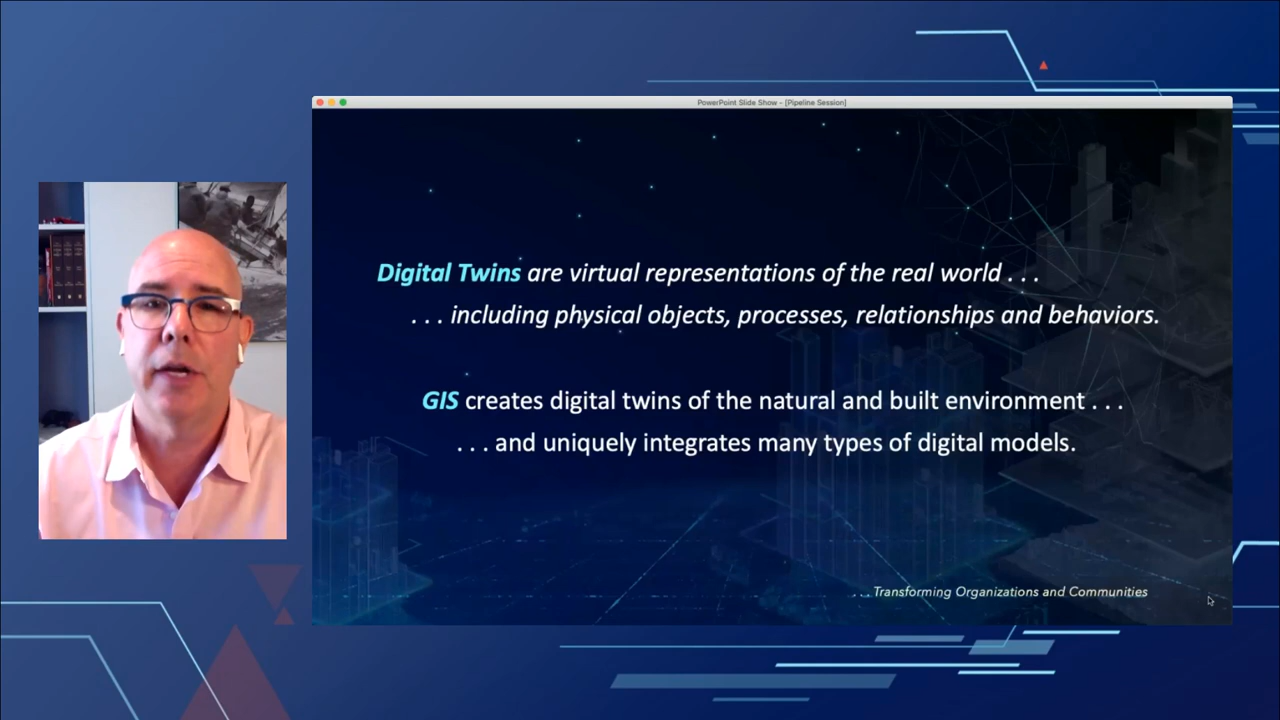 PowerPoint Slide Show - [Pipeline Session]
Digital Twins are virtual representations of the real world . . .
. . . including physical objects, processes, relationships and behaviors.
GIS creates digital twins of the natural and built environment . . .
. . . and uniquely integrates many types of digital models.
. . . Transforming Organizations and Communities